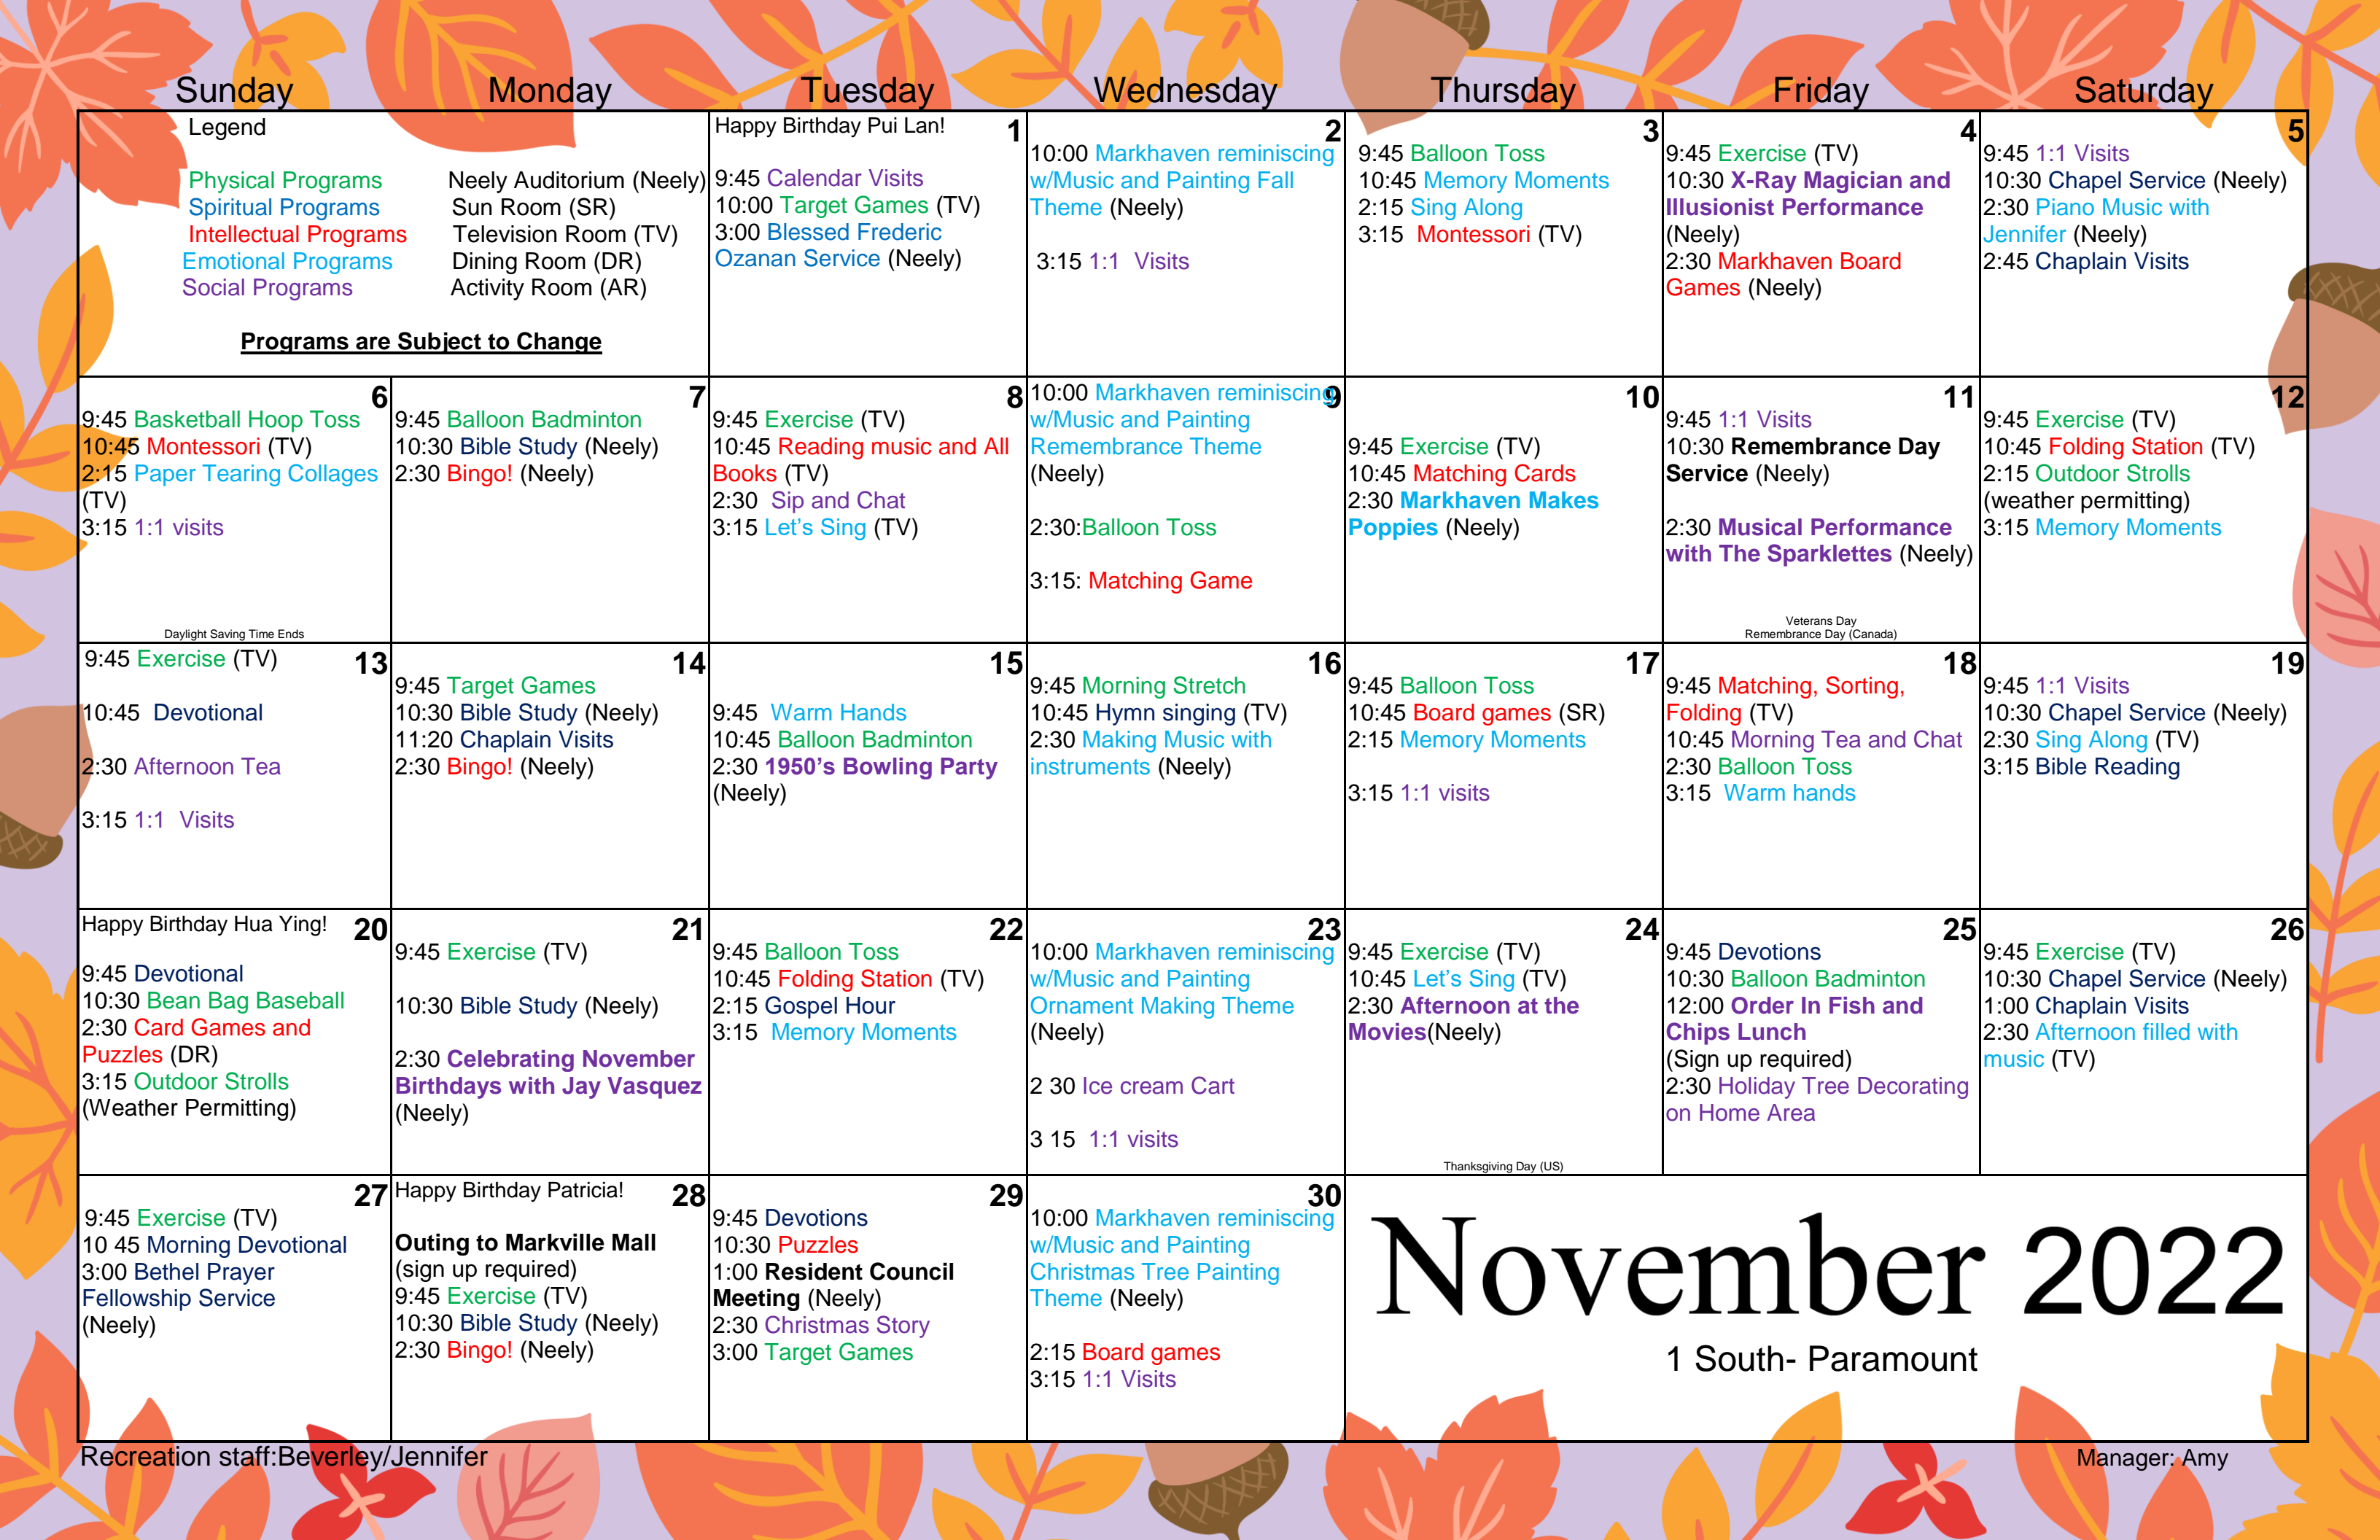 Sunday Monday Tuesday Wednesday Thursday Friday Saturday
Legend
Physical Programs Neely Auditorium (Neely)
Spiritual Programs Sun Room (SR)
Intellectual Programs Television Room (TV)
Emotional Programs Dining Room (DR)
Social Programs Activity Room (AR)
Programs are Subject to Change
Happy Birthday Pui Lan! 1
9:45 Calendar Visits
10:00 Target Games (TV)
3:00 Blessed Frederic
Ozanan Service (Neely)
2
10:00 Markhaven reminiscing
w/Music and Painting Fall
Theme (Neely)
3:15 1:1 Visits
3
9:45 Balloon Toss
10:45 Memory Moments
2:15 Sing Along
3:15 Montessori (TV)
4
9:45 Exercise (TV)
10:30 X-Ray Magician and
Illusionist Performance
(Neely)
2:30 Markhaven Board
Games (Neely)
5
9:45 1:1 Visits
10:30 Chapel Service (Neely)
2:30 Piano Music with
Jennifer (Neely)
2:45 Chaplain Visits
6
9:45 Basketball Hoop Toss
10:45 Montessori (TV)
2:15 Paper Tearing Collages
(TV)
3:15 1:1 visits
Daylight Saving Time Ends
7
9:45 Balloon Badminton
10:30 Bible Study (Neely)
2:30 Bingo! (Neely)
8
9:45 Exercise (TV)
10:45 Reading music and All
Books (TV)
2:30 Sip and Chat
3:15 Let's Sing (TV)
10:00 Markhaven reminiscing 9
w/Music and Painting
Remembrance Theme
(Neely)
2:30:Balloon Toss
3:15: Matching Game
10
9:45 Exercise (TV)
10:45 Matching Cards
2:30 Markhaven Makes
Poppies (Neely)
11
9:45 1:1 Visits
10:30 Remembrance Day
Service (Neely)
2:30 Musical Performance
with The Sparklettes (Neely)
Veterans Day
Remembrance Day (Canada)
12
9:45 Exercise (TV)
10:45 Folding Station (TV)
2:15 Outdoor Strolls
(weather permitting)
3:15 Memory Moments
9:45 Exercise (TV) 13
10:45 Devotional
2:30 Afternoon Tea
3:15 1:1 Visits
14
9:45 Target Games
10:30 Bible Study (Neely)
11:20 Chaplain Visits
2:30 Bingo! (Neely)
15
9:45 Warm Hands
10:45 Balloon Badminton
2:30 1950's Bowling Party
(Neely)
16
9:45 Morning Stretch
10:45 Hymn singing (TV)
2:30 Making Music with
instruments (Neely)
17
9:45 Balloon Toss
10:45 Board games (SR)
2:15 Memory Moments
3:15 1:1 visits
18
9:45 Matching, Sorting,
Folding (TV)
10:45 Morning Tea and Chat
2:30 Balloon Toss
3:15 Warm hands
19
9:45 1:1 Visits
10:30 Chapel Service (Neely)
2:30 Sing Along (TV)
3:15 Bible Reading
Happy Birthday Hua Ying! 20
9:45 Devotional
10:30 Bean Bag Baseball
2:30 Card Games and
Puzzles (DR)
3:15 Outdoor Strolls
(Weather Permitting)
21
9:45 Exercise (TV)
10:30 Bible Study (Neely)
2:30 Celebrating November
Birthdays with Jay Vasquez
(Neely)
22
9:45 Balloon Toss
10:45 Folding Station (TV)
2:15 Gospel Hour
3:15 Memory Moments
23
10:00 Markhaven reminiscing
w/Music and Painting
Ornament Making Theme
(Neely)
2 30 Ice cream Cart
3 15 1:1 visits
24
9:45 Exercise (TV)
10:45 Let's Sing (TV)
2:30 Afternoon at the
Movies(Neely)
Thanksgiving Day (US)
25
9:45 Devotions
10:30 Balloon Badminton
12:00 Order In Fish and
Chips Lunch
(Sign up required)
2:30 Holiday Tree Decorating
on Home Area
26
9:45 Exercise (TV)
10:30 Chapel Service (Neely)
1:00 Chaplain Visits
2:30 Afternoon filled with
music (TV)
27
9:45 Exercise (TV)
10 45 Morning Devotional
3:00 Bethel Prayer
Fellowship Service
(Neely)
Happy Birthday Patricia! 28
Outing to Markville Mall
(sign up required)
9:45 Exercise (TV)
10:30 Bible Study (Neely)
2:30 Bingo! (Neely)
29
9:45 Devotions
10:30 Puzzles
1:00 Resident Council
Meeting (Neely)
2:30 Christmas Story
3:00 Target Games
30
10:00 Markhaven reminiscing
w/Music and Painting
Christmas Tree Painting
Theme (Neely)
2:15 Board games
3:15 1:1 Visits
November 2022
1 South- Paramount
Recreation staff:Beverley/Jennifer
Manager: Amy